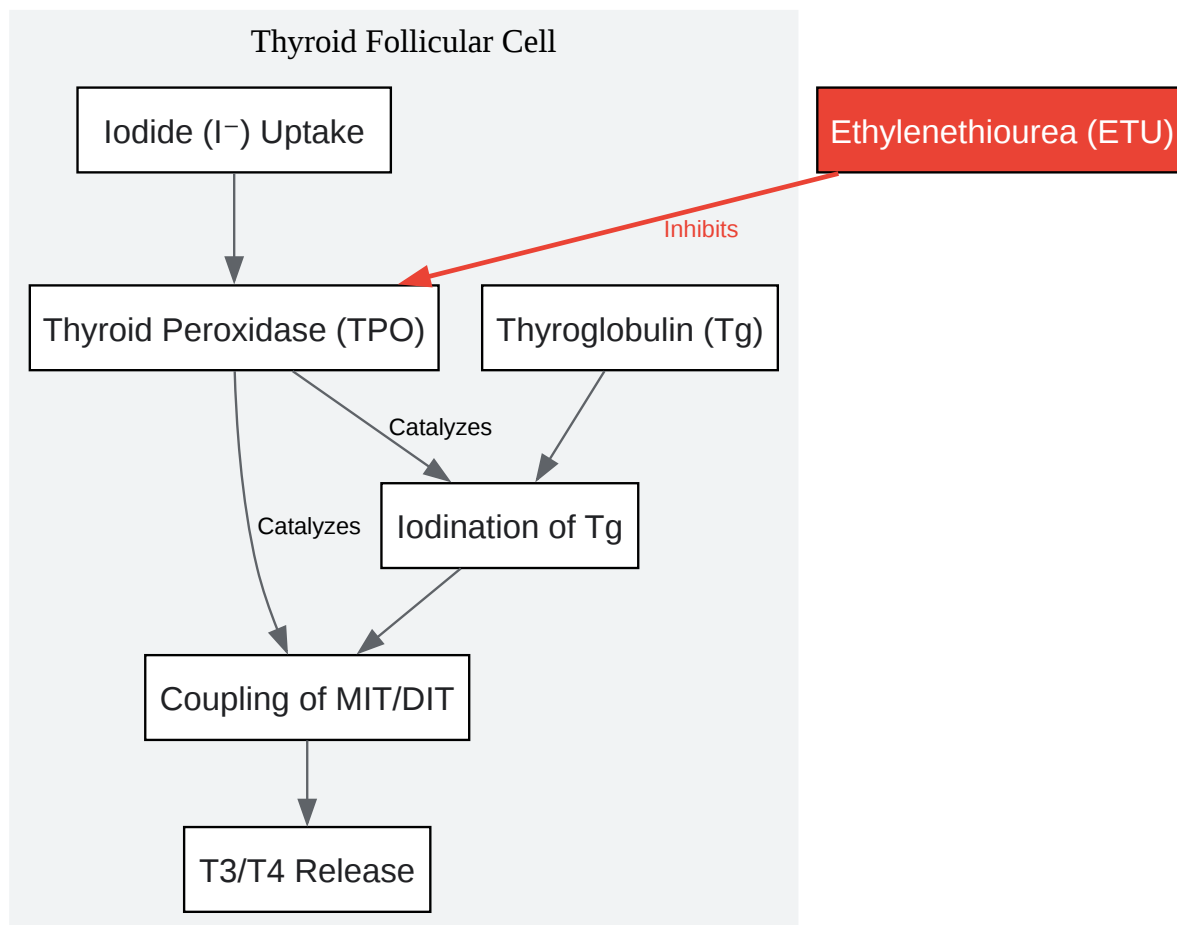 Thyroid Follicular Cell
Iodide (I⁻) Uptake
Ethylenethiourea (ETU)
Inhibits
Thyroid Peroxidase (TPO)
Thyroglobulin (Tg)
Catalyzes
Catalyzes
Iodination of Tg
Coupling of MIT/DIT
T3/T4 Release